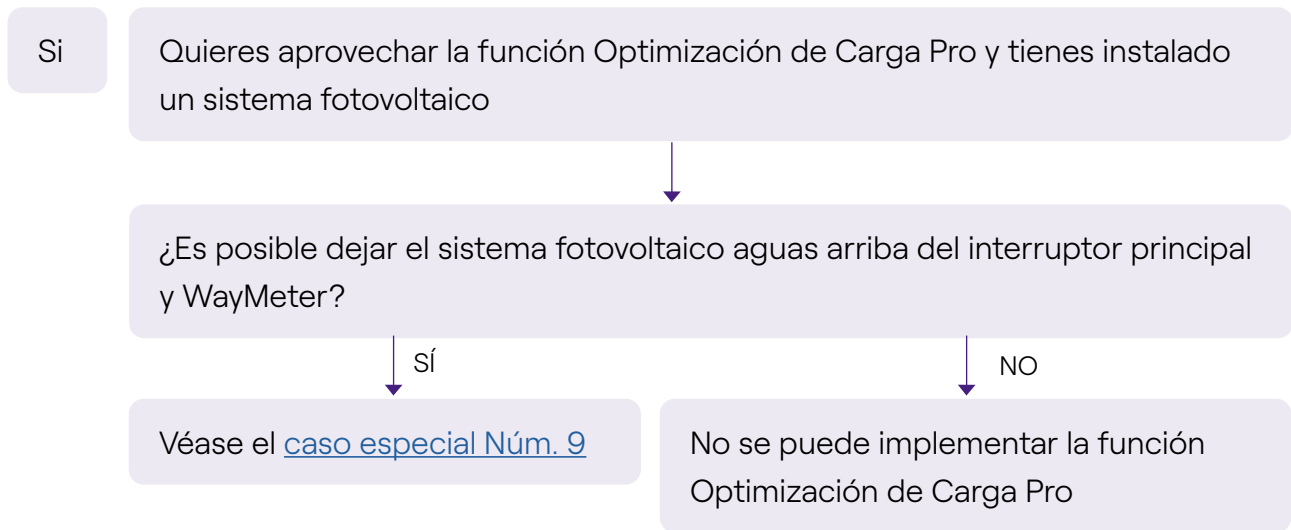 Si
Quieres aprovechar la función Optimización de Carga Pro y tienes instalado
un sistema fotovoltaico
¿Es posible dejar el sistema fotovoltaico aguas arriba del interruptor principal
y WayMeter?
SÍ
NO
Véase el caso especial Núm. 9
No se puede implementar la función
Optimización de Carga Pro